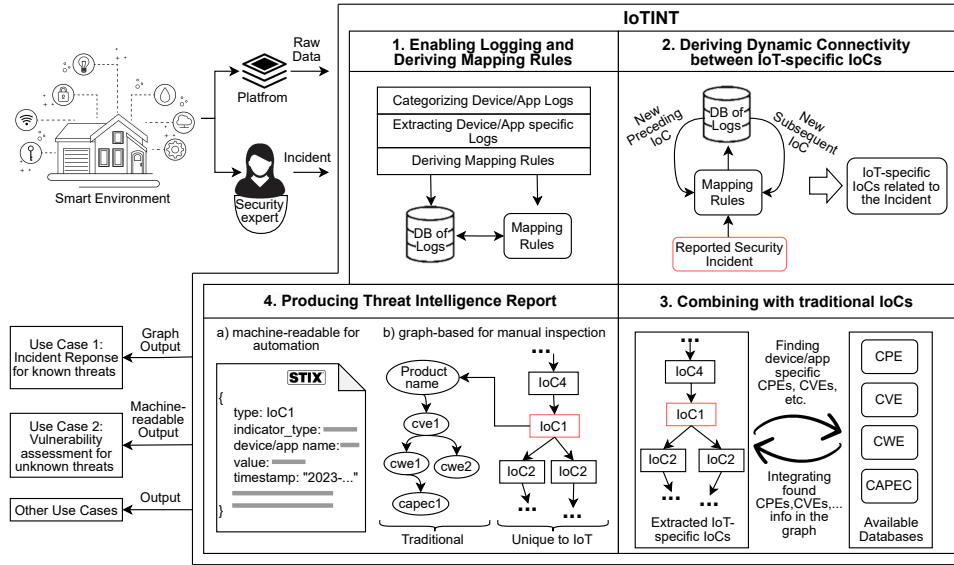 IoTINT
Raw
Data
Platfrom
Incident
Security
expert
Smart Environment
1. Enabling Logging and
Deriving Mapping Rules
Categorizing Device/App Logs
Extracting Device/App specific
Logs
Deriving Mapping Rules
DB of
Logs
Mapping
Rules
2. Deriving Dynamic Connectivity
between IoT-specific IoCs
New
Preceding
IoC
DB of
Logs
New
Subsequent
IoC
Mapping
Rules
Reported Security
Incident
IoT-specific
IoCs related to
the Incident
3. Combining with traditional IoCs
...
IoC4
IoC1
IoC2
IoC2
...
...
Extracted IoT-
specific IoCs
Finding
device/app
specific
CPEs, CVEs,
etc.
Integrating
found
CPEs,CVEs,...
info in the
graph
CPE
CVE
CWE
CAPEC
Available
Databases
4. Producing Threat Intelligence Report
a) machine-readable for
automation
STIX
{
type: IoC1
indicator_type:
device/app name:
value:
timestamp: "2023-..."
}
b) graph-based for manual inspection
Product
name
cve1
cwe1
cwe2
capec1
Traditional
...
IoC4
IoC1
IoC2
IoC2
...
...
Unique to IoT
Graph
Output
Use Case 1:
Incident Reponse
for known threats
Machine-
readable
Output
Use Case 2:
Vulnerability
assessment for
unknown threats
Output
Other Use Cases